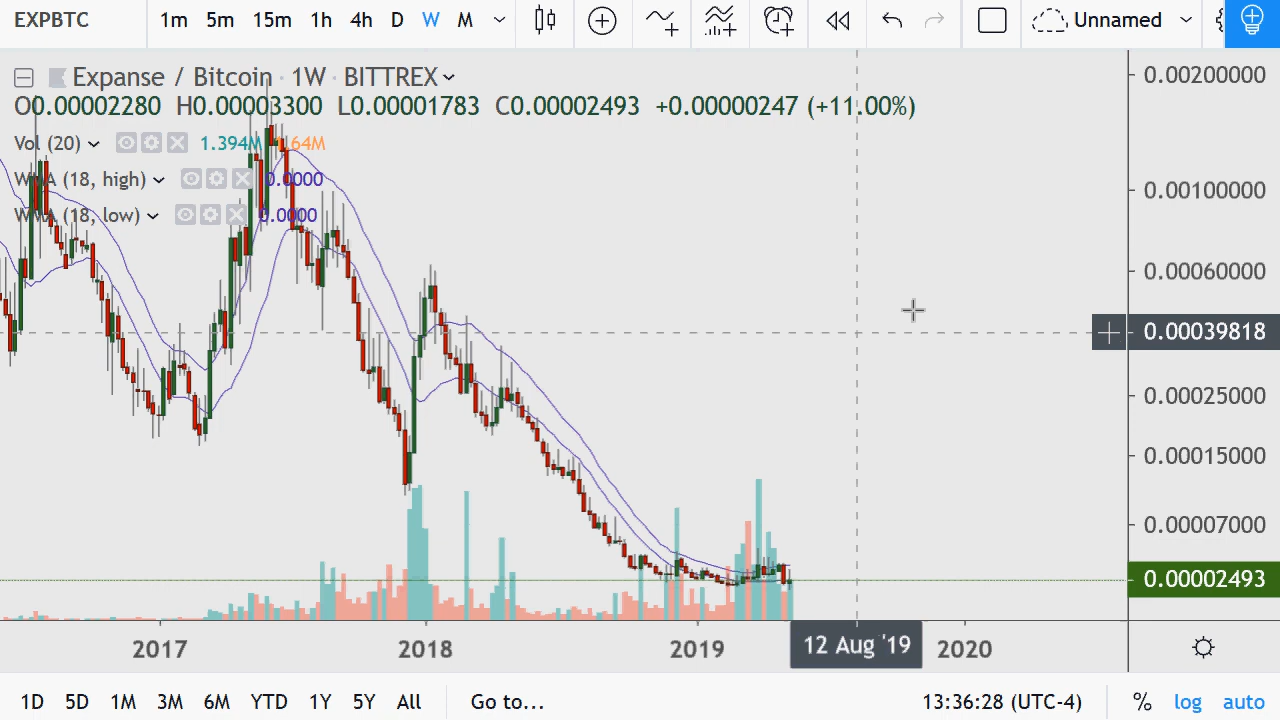 EXPBTC 1m 5m 15m 1h 4h D W M Unnamed
Expanse / Bitcoin · 1W · BITTREX
O0.00002280 H0.00003300 L0.00001783 C0.00002493 +0.00000247 (+11.00%)
Vol (20) 1.394M 64M
WMA (18, high) 0.0000
WMA (18, low) 0.0000
0.00200000
0.00100000
0.00060000
0.00039818
0.00025000
0.00015000
0.00007000
0.00002493
2017 2018 2019 12 Aug '19 2020
1D 5D 1M 3M 6M YTD 1Y 5Y All Go to... 13:36:28 (UTC-4) % log auto